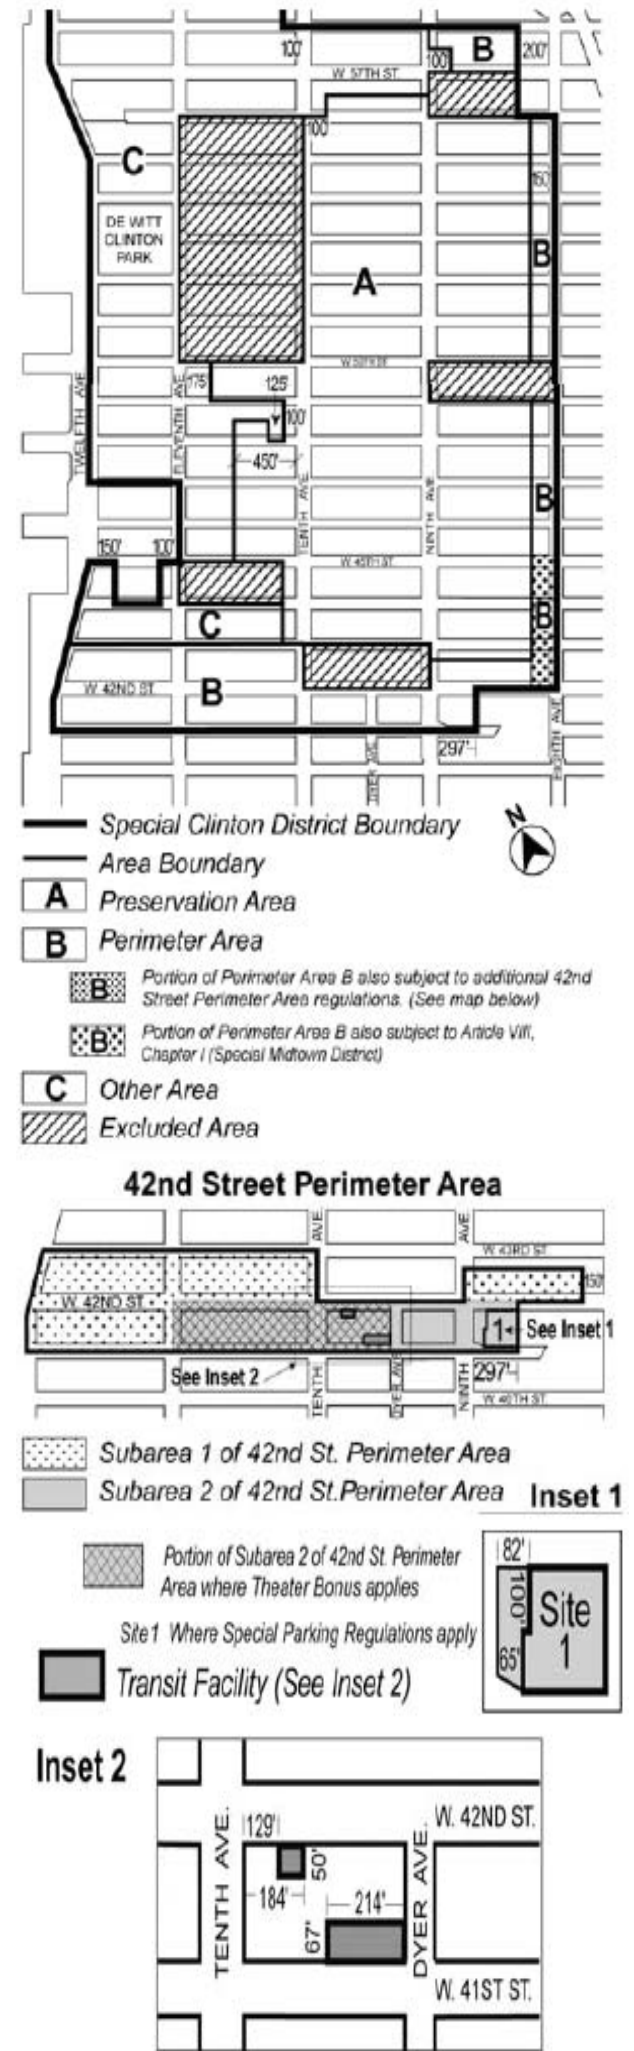 100'
100'
B
200'
W. 57TH ST.
100'
C
150'
DE WITT
CLINTON
PARK
B
A
W. 50TH ST.
TWELFTH AVE.
ELEVENTH AVE.
175'
125'
100'
450'
TENTH AVE.
NINTH AVE.
B
150'
100'
W. 45TH ST.
C
B
W. 42ND ST.
B
297'
DYER AVE.
EIGHTH AVE.
Special Clinton District Boundary
N
Area Boundary
A Preservation Area
B Perimeter Area
B Portion of Perimeter Area B also subject to additional 42nd
Street Perimeter Area regulations. (See map below)
B Portion of Perimeter Area B also subject to Article VIII,
Chapter I (Special Midtown District)
C Other Area
Excluded Area
42nd Street Perimeter Area
AVE.
AVE.
W. 43RD ST.
150'
W. 42ND ST.
1
See Inset 1
See Inset 2
TENTH
DYER AVE.
NINTH
297'
W. 40TH ST.
Subarea 1 of 42nd St. Perimeter Area
Subarea 2 of 42nd St.Perimeter Area
Inset 1
82'
100'
65'
Site
1
Portion of Subarea 2 of 42nd St. Perimeter
Area where Theater Bonus applies
Site1 Where Special Parking Regulations apply
Transit Facility (See Inset 2)
Inset 2
TENTH AVE.
129'
50'
184'
214'
67'
DYER AVE.
W. 42ND ST.
W. 41ST ST.